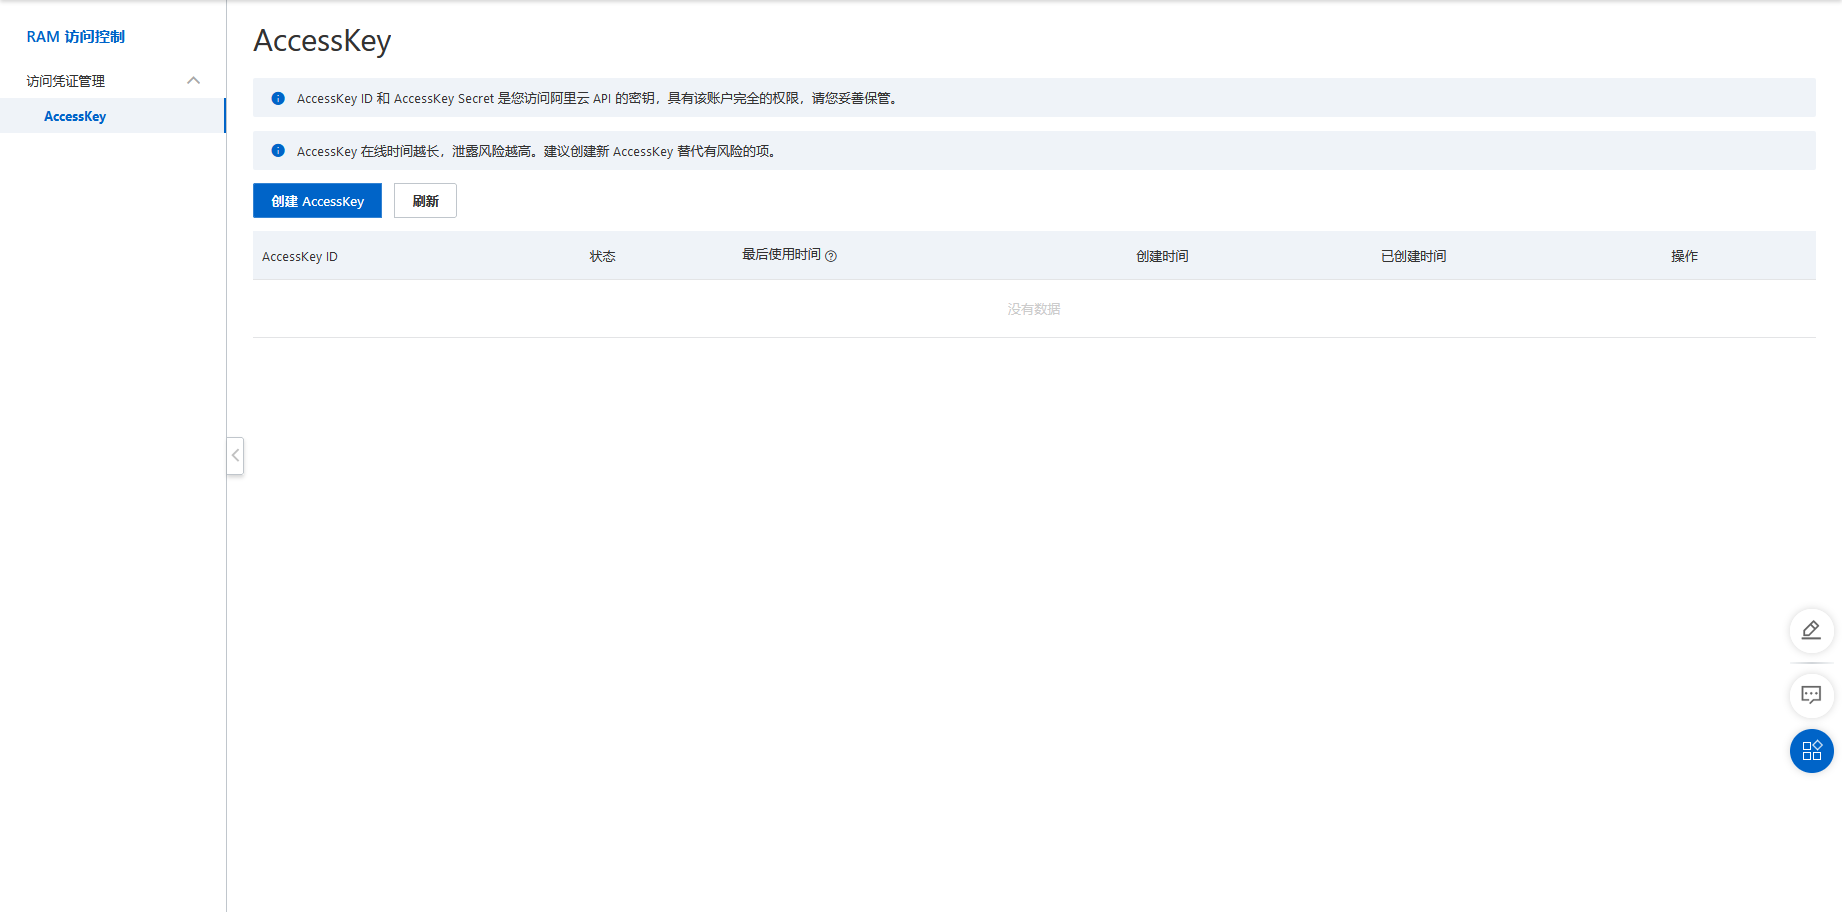 RAM 访问控制
访问凭证管理
AccessKey
AccessKey
AccessKey ID 和 AccessKey Secret 是您访问阿里云 API 的密钥，具有该账户完全的权限，请您妥善保管。
AccessKey 在线时间越长，泄露风险越高。建议创建新 AccessKey 替代有风险的项。
创建 AccessKey 刷新
AccessKey ID 状态 最后使用时间 创建时间 已创建时间 操作
没有数据